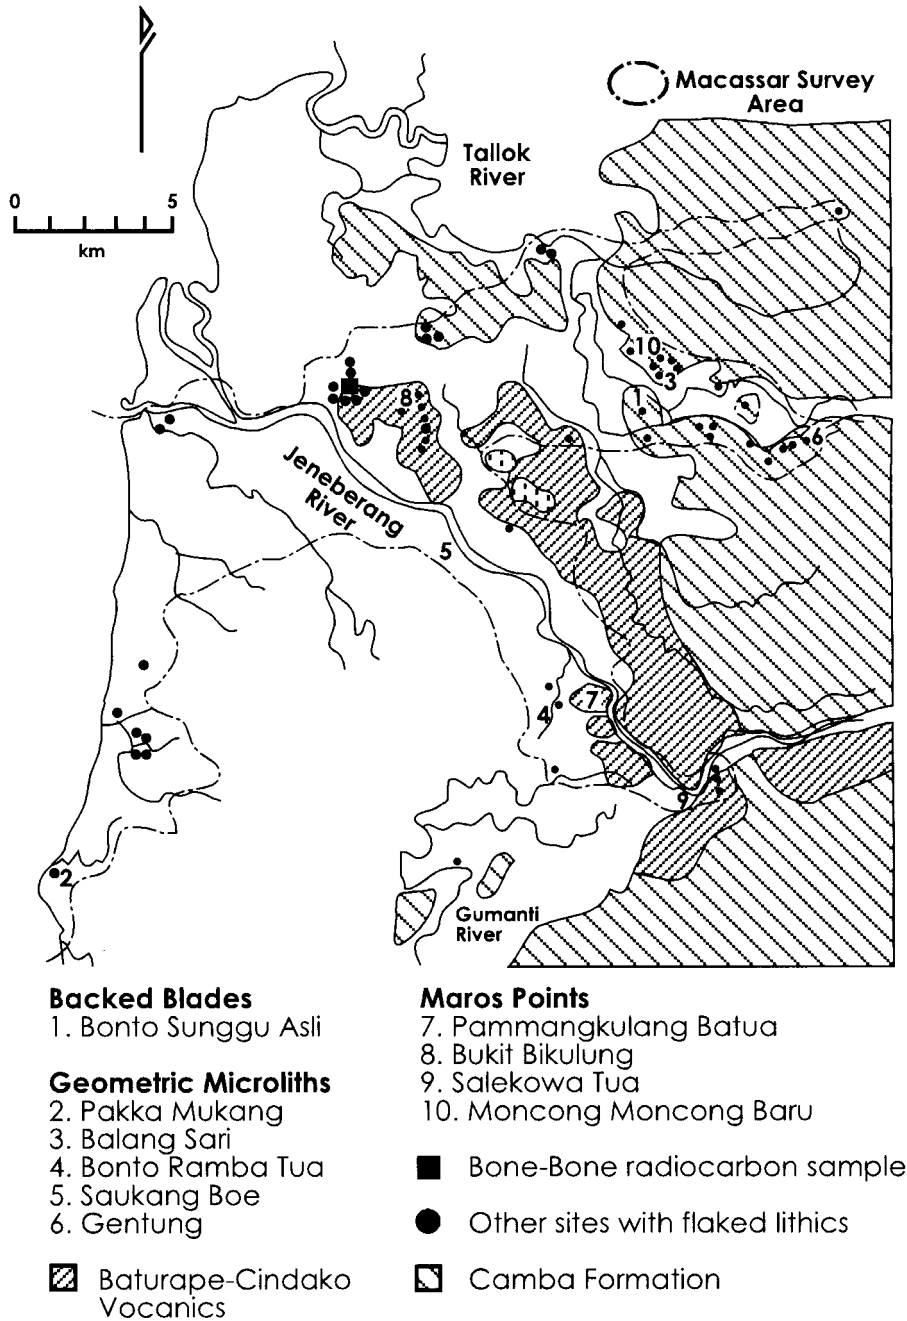 Macassar Survey
Area
Tallok
River
0
5
km
10
3
1
8
6
Jeneberang
River
5
7
4
9
2
Gumanti
River
Backed Blades
1. Bonto Sunggu Asli
Geometric Microliths
2. Pakka Mukang
3. Balang Sari
4. Bonto Ramba Tua
5. Saukang Boe
6. Gentung
Baturape-Cindako
Vocanics
Maros Points
7. Pammangkulang Batua
8. Bukit Bikulung
9. Salekowa Tua
10. Moncong Moncong Baru
Bone-Bone radiocarbon sample
Other sites with flaked lithics
Camba Formation